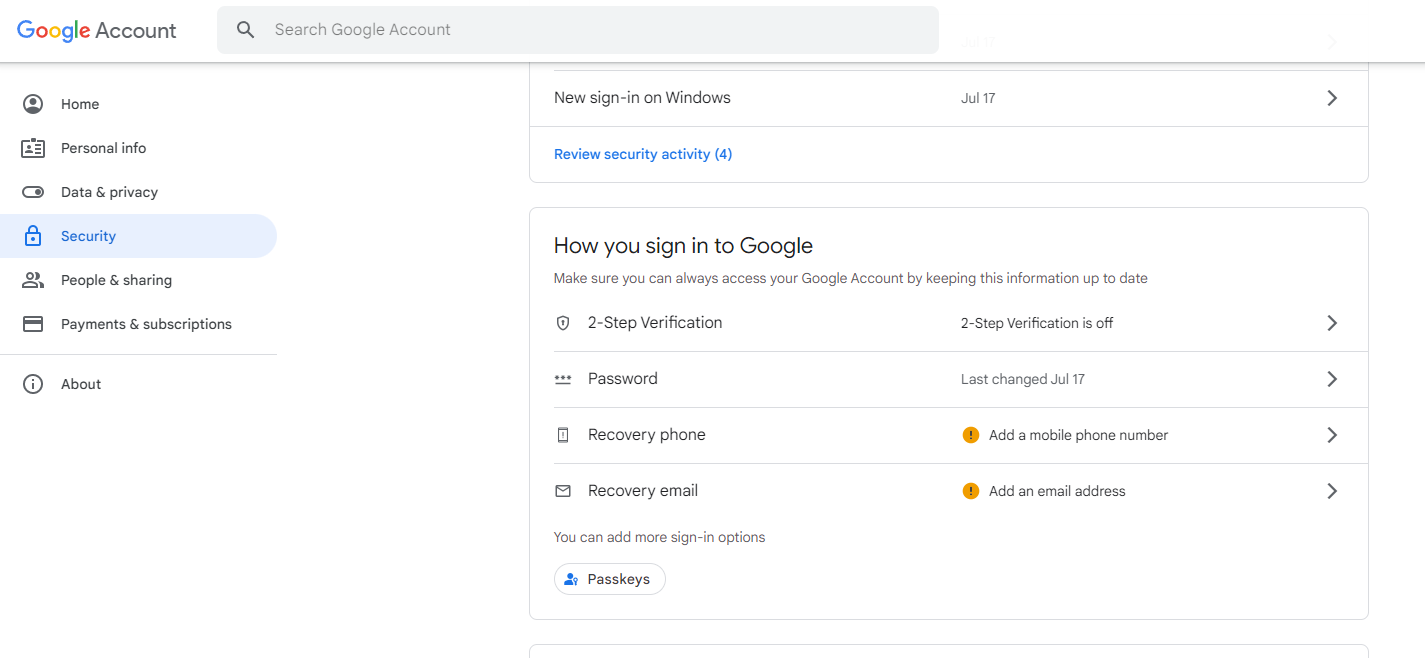 Google Account
Search Google Account
Jul 17
Home
Personal info
Data & privacy
Security
People & sharing
Payments & subscriptions
About
New sign-in on Windows Jul 17
Review security activity (4)
How you sign in to Google
Make sure you can always access your Google Account by keeping this information up to date
2-Step Verification 2-Step Verification is off
Password Last changed Jul 17
Recovery phone Add a mobile phone number
Recovery email Add an email address
You can add more sign-in options
Passkeys